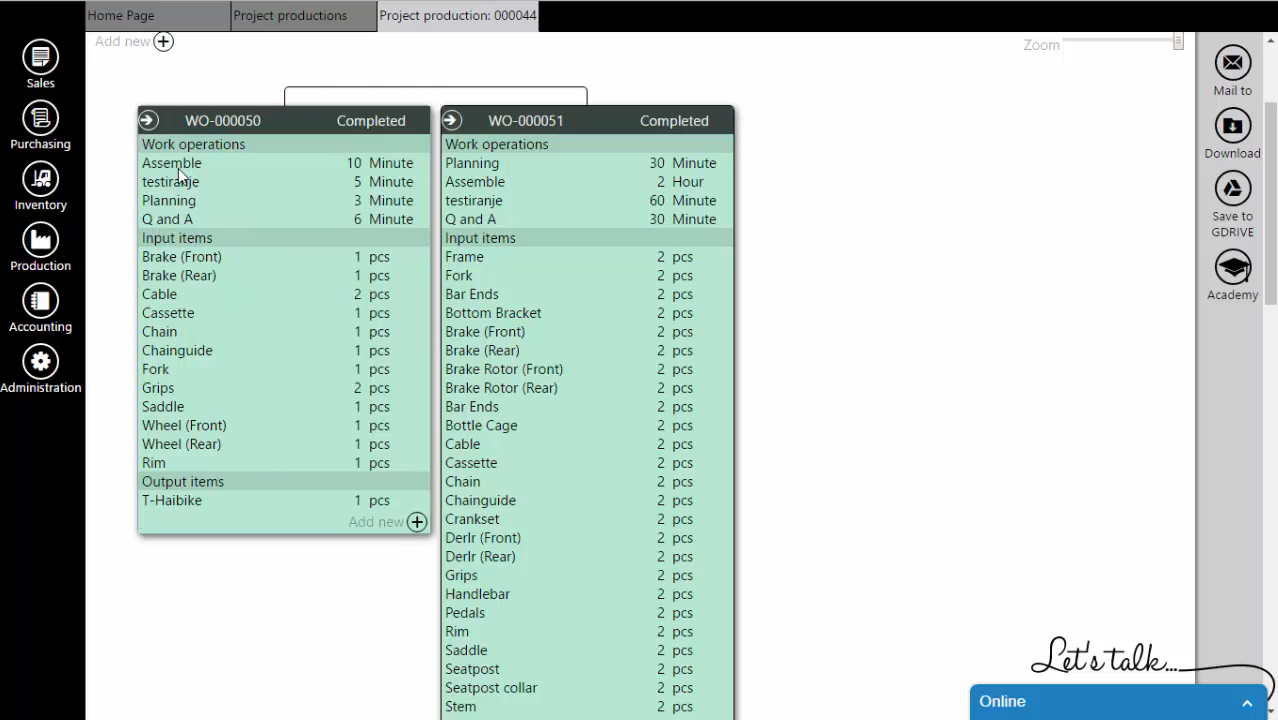 Home Page
Project productions
Project production: 000044
Add new
Zoom
Sales
Purchasing
Inventory
Production
Accounting
Administration
WO-000050 Completed
Work operations
Assemble 10 Minute
testiranje 5 Minute
Planning 3 Minute
Q and A 6 Minute
Input items
Brake (Front) 1 pcs
Brake (Rear) 1 pcs
Cable 2 pcs
Cassette 1 pcs
Chain 1 pcs
Chainguide 1 pcs
Fork 1 pcs
Grips 2 pcs
Saddle 1 pcs
Wheel (Front) 1 pcs
Wheel (Rear) 1 pcs
Rim 1 pcs
Output items
T-Haibike 1 pcs
Add new
WO-000051 Completed
Work operations
Planning 30 Minute
Assemble 2 Hour
testiranje 60 Minute
Q and A 30 Minute
Input items
Frame 2 pcs
Fork 2 pcs
Bar Ends 2 pcs
Bottom Bracket 2 pcs
Brake (Front) 2 pcs
Brake (Rear) 2 pcs
Brake Rotor (Front) 2 pcs
Brake Rotor (Rear) 2 pcs
Bar Ends 2 pcs
Bottle Cage 2 pcs
Cable 2 pcs
Cassette 2 pcs
Chain 2 pcs
Chainguide 2 pcs
Crankset 2 pcs
Derlr (Front) 2 pcs
Derlr (Rear) 2 pcs
Grips 2 pcs
Handlebar 2 pcs
Pedals 2 pcs
Rim 2 pcs
Saddle 2 pcs
Seatpost 2 pcs
Seatpost collar 2 pcs
Stem 2 pcs
Mail to
Download
Save to
GDRIVE
Academy
Let's talk...
Online